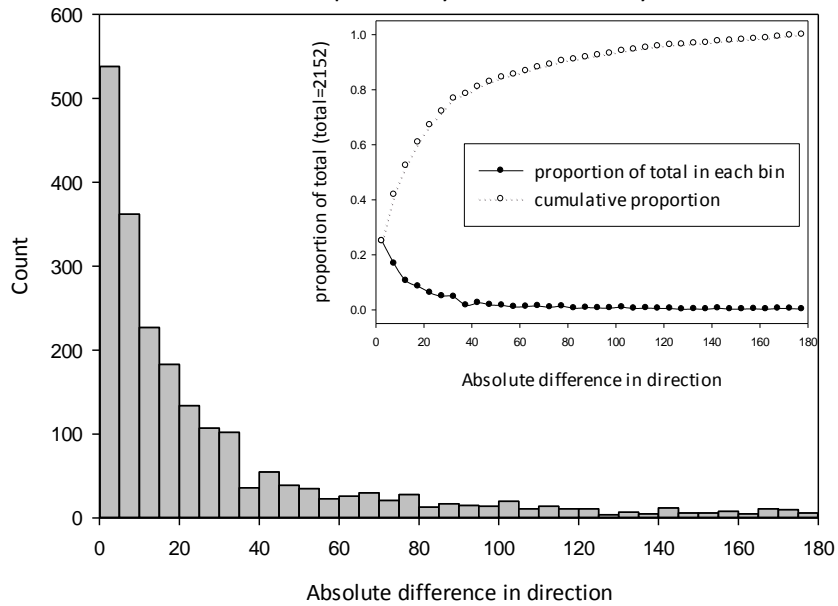 600
500
400
300
200
100
0
Count
0 20 40 60 80 100 120 140 160 180
Absolute difference in direction
1.0
0.8
0.6
0.4
0.2
0.0
proportion of total (total=2152)
proportion of total in each bin
cumulative proportion
0 20 40 60 80 100 120 140 160 180
Absolute difference in direction